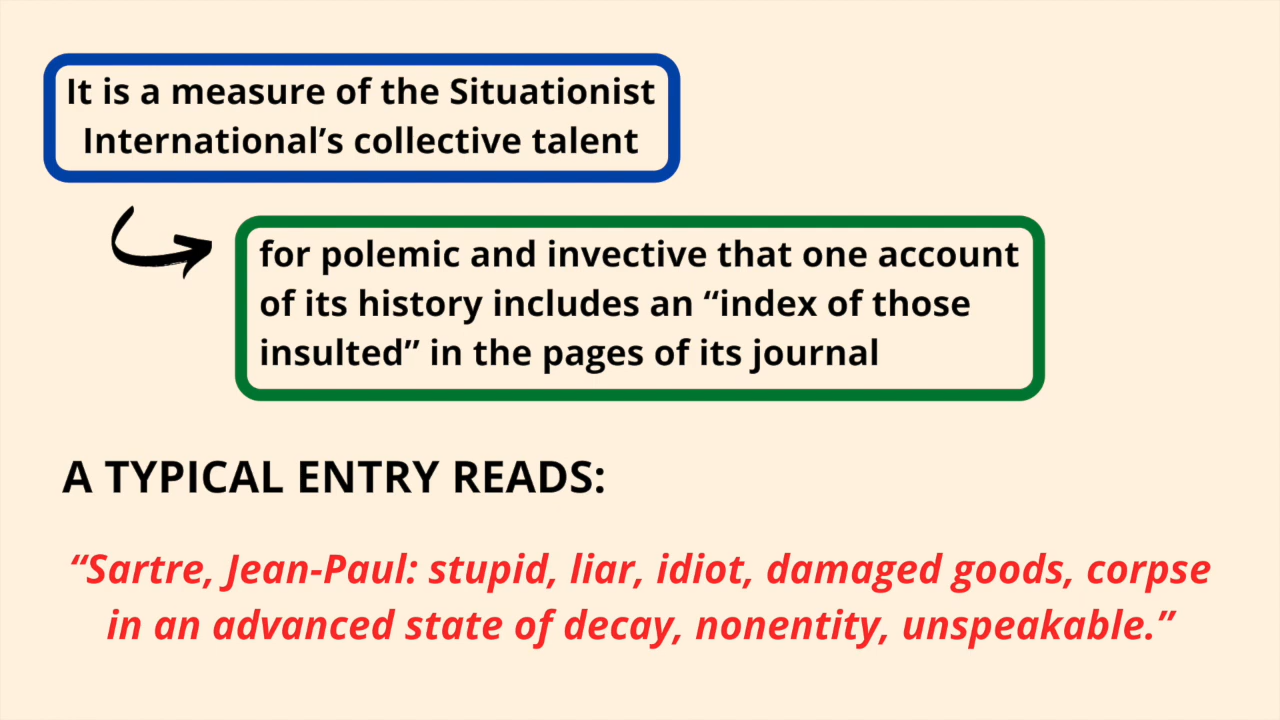 It is a measure of the Situationist
International’s collective talent
for polemic and invective that one account
of its history includes an “index of those
insulted” in the pages of its journal
A TYPICAL ENTRY READS:
“Sartre, Jean-Paul: stupid, liar, idiot, damaged goods, corpse
in an advanced state of decay, nonentity, unspeakable.”